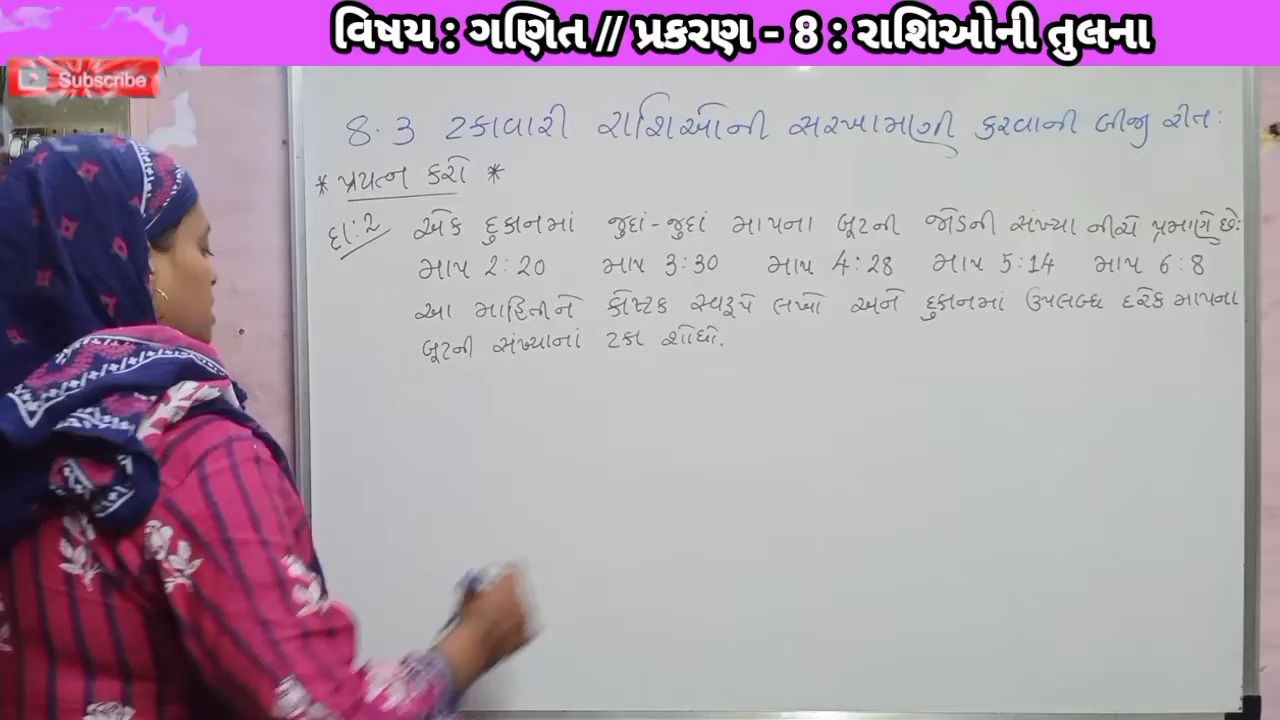 વિષય : ગણિત // પ્રકરણ - 8 : રાશિઓની તુલના
Subscribe
8.3 ટકાવારી રાશિઓની સરખામણી કરવાની બીજી રીત :
* પ્રયત્ન કરો *
દા:2 એક દુકાનમાં જુદાં-જુદાં માપના બૂટની જોડની સંખ્યા નીચે પ્રમાણે છે:
માપ 2:20 માપ 3:30 માપ 4:28 માપ 5:14 માપ 6:8
આ માહિતીને કોષ્ટક સ્વરૂપે લખો અને દુકાનમાં ઉપલબ્ધ દરેક માપના
બૂટની સંખ્યાનાં ટકા શોધો.